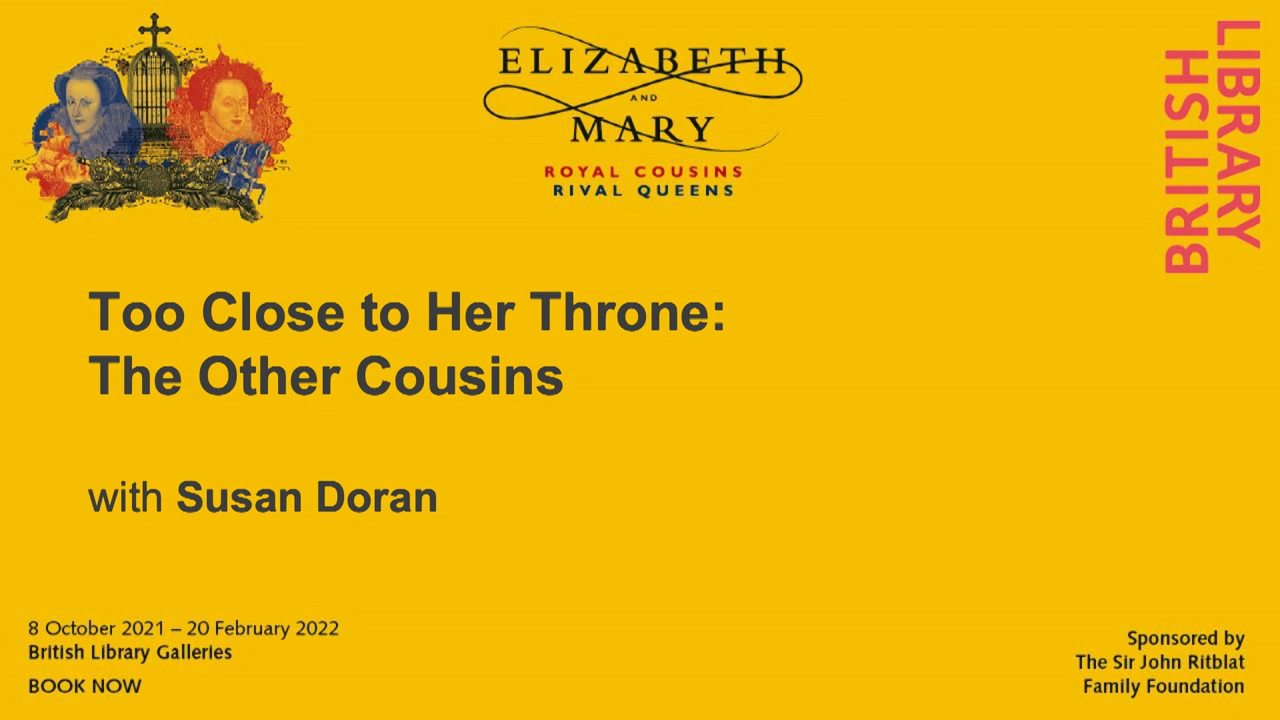 ELIZABETH
AND
MARY
ROYAL COUSINS
RIVAL QUEENS
BRITISH
LIBRARY
Too Close to Her Throne:
The Other Cousins
with Susan Doran
8 October 2021 – 20 February 2022
British Library Galleries
BOOK NOW
Sponsored by
The Sir John Ritblat
Family Foundation